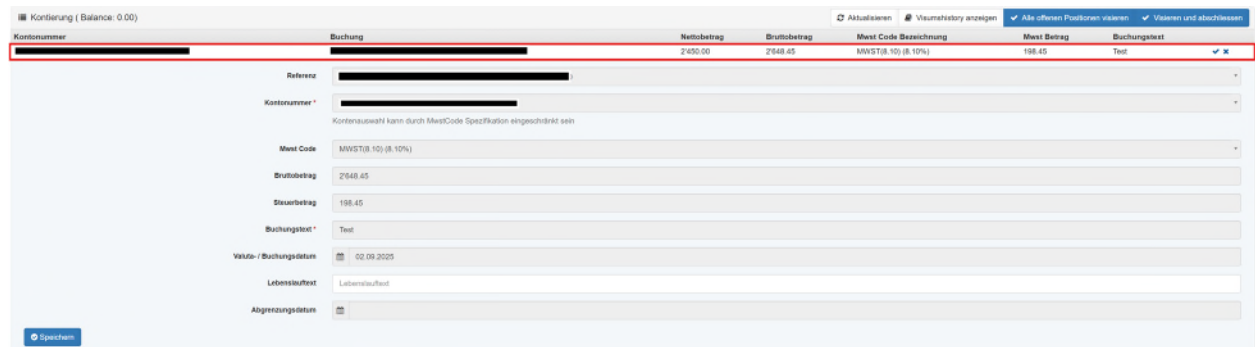 Kontierung ( Balance: 0.00) Aktualisieren Visumshistory anzeigen Alle offenen Positionen visieren Visieren und abschliessen
Kontonummer Buchung Nettobetrag Bruttobetrag Mwst Code Bezeichnung Mwst Betrag Buchungstext
2'450.00 2'648.45 MWST(8.10) (8.10%) 198.45 Test
Referenz )
Kontonummer *
Kontenauswahl kann durch MwstCode Spezifikation eingeschränkt sein
Mwst Code MWST(8.10) (8.10%)
Bruttobetrag 2'648.45
Steuerbetrag 198.45
Buchungstext * Test
Valuta- / Buchungsdatum 02.09.2025
Lebenslauftext Lebenslauftext
Abgrenzungsdatum
Speichern